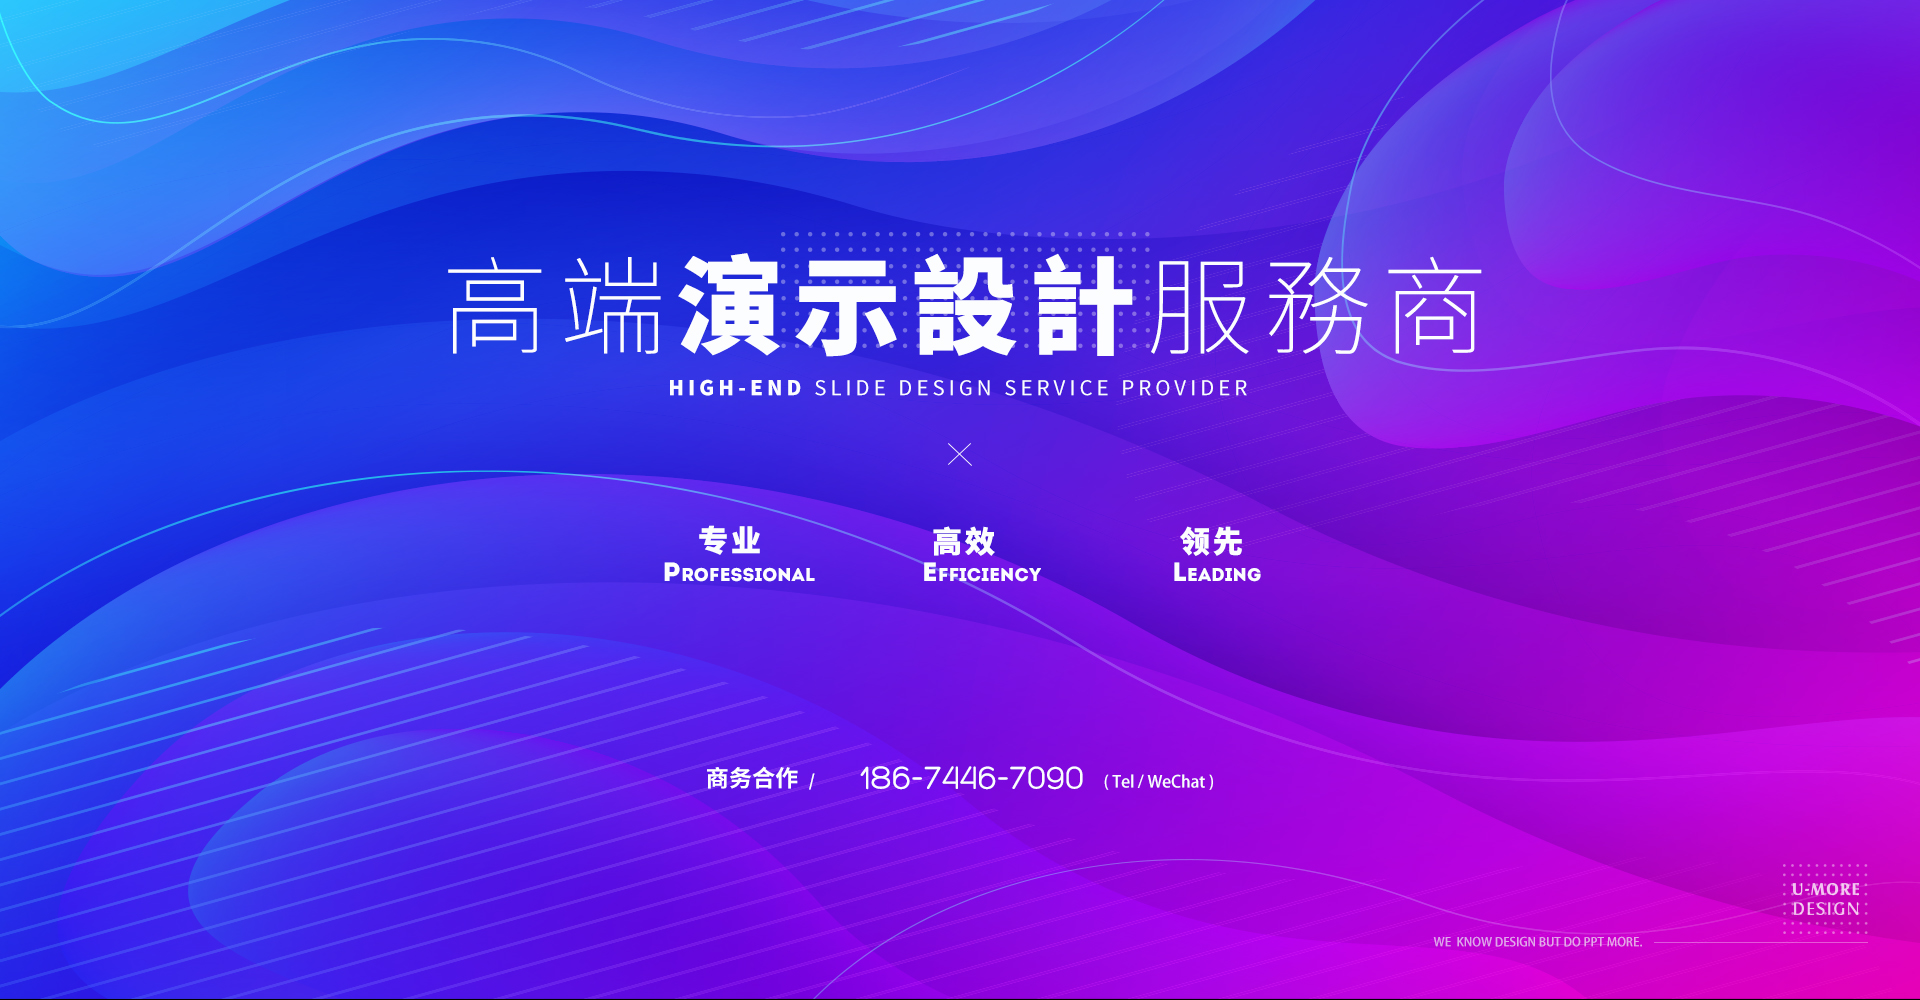 高端演示設計服務商
HIGH-END SLIDE DESIGN SERVICE PROVIDER
专业 高效 领先
PROFESSIONAL EFFICIENCY LEADING
商务合作 / 186-7446-7090 ( Tel / WeChat )
U-MORE
DESIGN
WE KNOW DESIGN BUT DO PPT MORE.